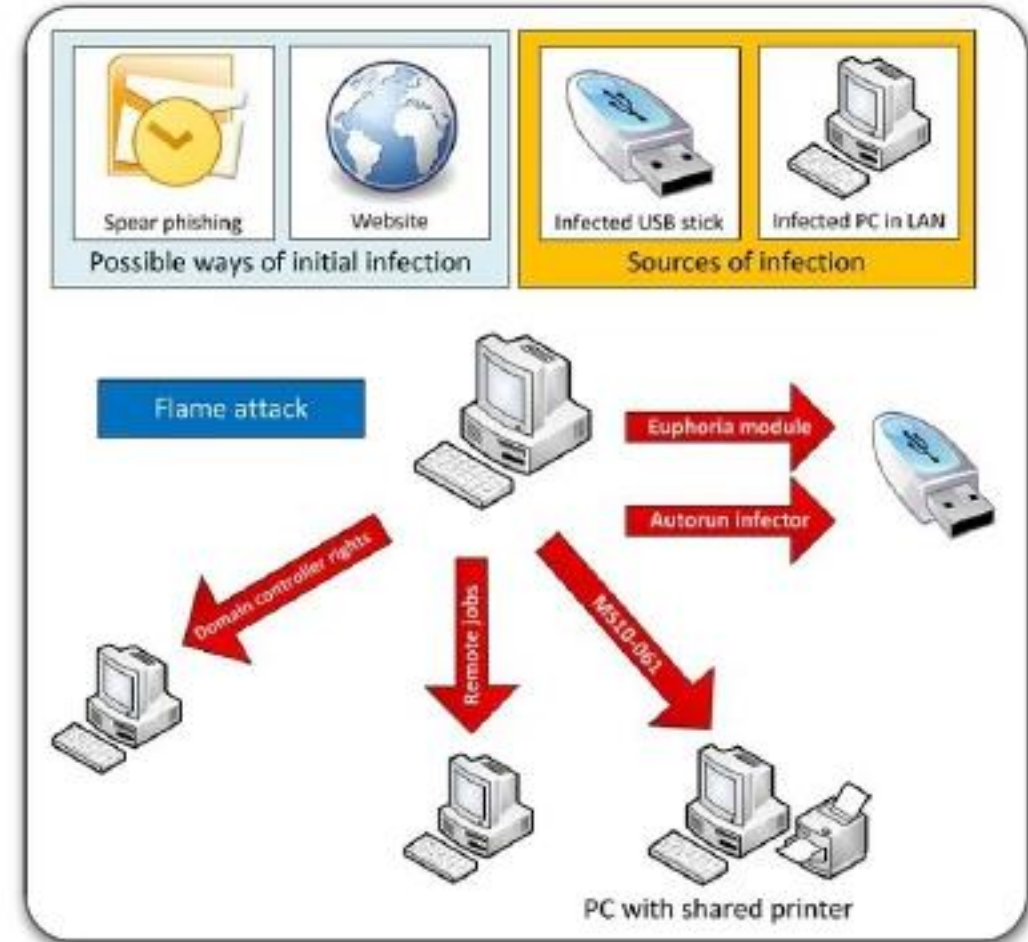 Spear phishing
Website
Possible ways of initial infection
Infected USB stick
Infected PC in LAN
Sources of infection
Flame attack
Euphoria module
Autorun infector
Domain controller rights
Remote jobs
MS10-061
PC with shared printer